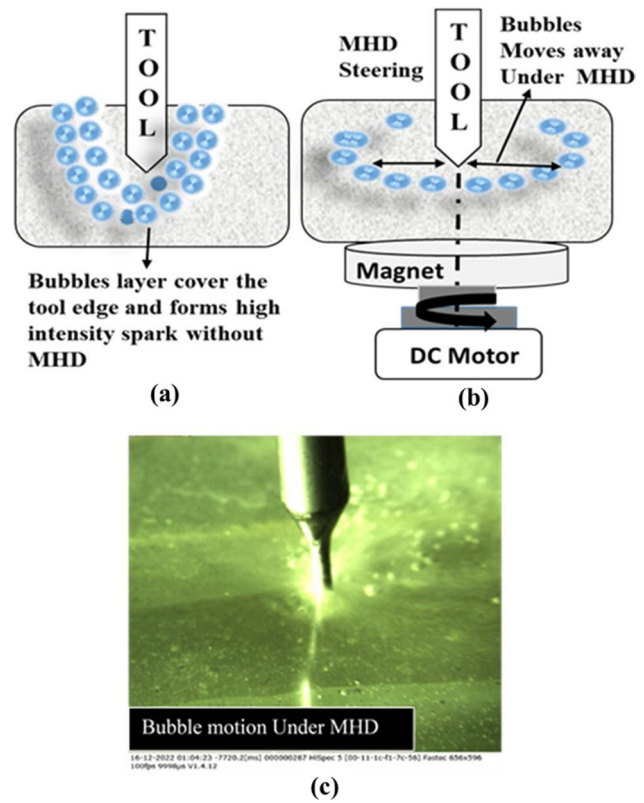 TOOL
Bubbles layer cover the
tool edge and forms high
intensity spark without
MHD
(a)
MHD
Steering
TOOL
Bubbles
Moves away
Under MHD
Magnet
DC Motor
(b)
Bubble motion Under MHD
16-12-2022 01:04:23 -7720.2[ms] 000000287 HiSpec 5 [00-11-1c-f1-7c-56] Fastec 656x596
100fps 9998µs V1.4.12
(c)